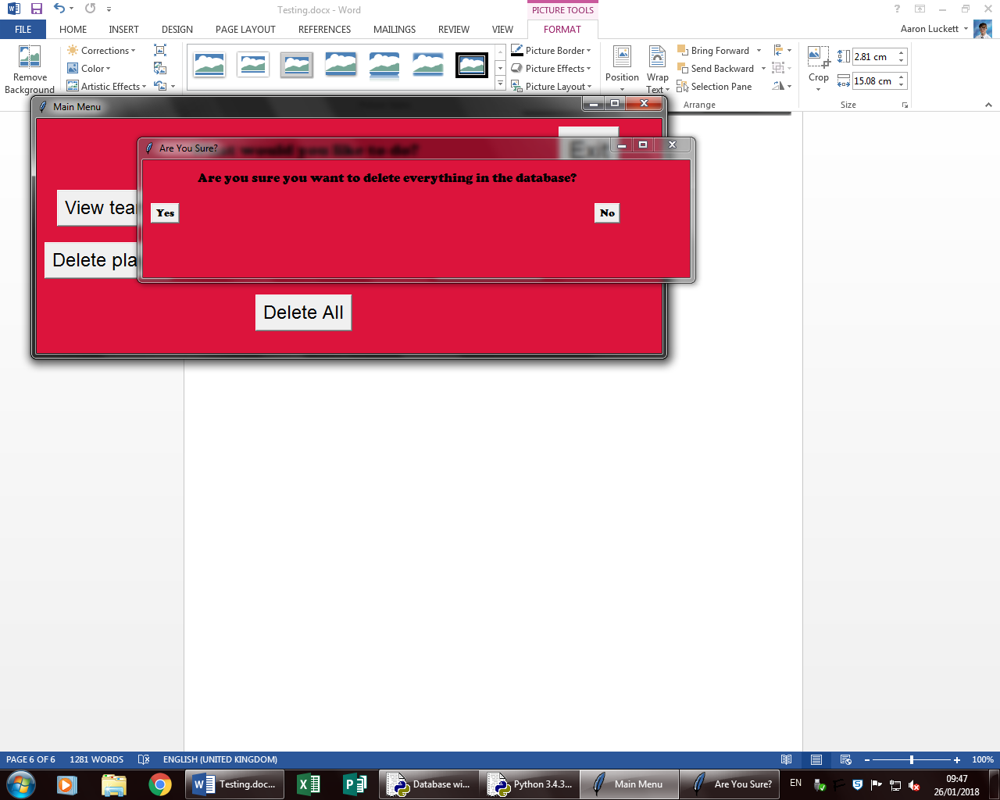 Testing.docx - Word
PICTURE TOOLS
FILE HOME INSERT DESIGN PAGE LAYOUT REFERENCES MAILINGS REVIEW VIEW FORMAT
Aaron Luckett
Remove Background
Corrections
Color
Artistic Effects
Picture Border
Picture Effects
Picture Layout
Position
Wrap Text
Bring Forward
Send Backward
Selection Pane
Arrange
Crop
2.81 cm
15.08 cm
Size
Main Menu
would you like to do?
Exit
Are You Sure?
Are you sure you want to delete everything in the database?
Yes
No
View tea
Delete pla
Delete All
PAGE 6 OF 6 1281 WORDS ENGLISH (UNITED KINGDOM)
100%
Testing.doc...
Database wi...
Python 3.4.3...
Main Menu
Are You Sure?
EN
09:47
26/01/2018